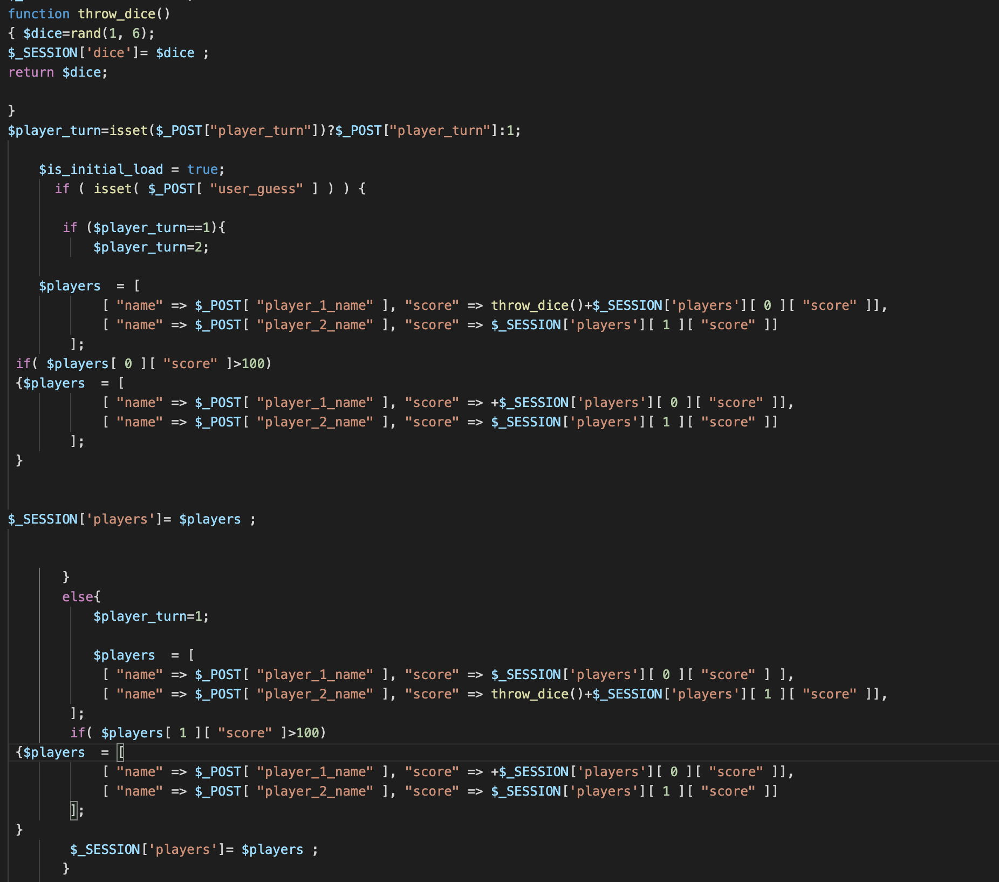 function throw_dice()
{ $dice=rand(1, 6);
$_SESSION['dice']= $dice ;
return $dice;
}
$player_turn=isset($_POST["player_turn"])?$_POST["player_turn"]:1;
$is_initial_load = true;
if ( isset( $_POST[ "user_guess" ] ) ) {
if ($player_turn==1){
$player_turn=2;
$players  = [
[ "name" => $_POST[ "player_1_name" ], "score" => throw_dice()+$_SESSION['players'][ 0 ][ "score" ]],
[ "name" => $_POST[ "player_2_name" ], "score" => $_SESSION['players'][ 1 ][ "score" ]]
];
if( $players[ 0 ][ "score" ]>100)
{$players  = [
[ "name" => $_POST[ "player_1_name" ], "score" => +$_SESSION['players'][ 0 ][ "score" ]],
[ "name" => $_POST[ "player_2_name" ], "score" => $_SESSION['players'][ 1 ][ "score" ]]
];
}
$_SESSION['players']= $players ;
}
else{
$player_turn=1;
$players  = [
[ "name" => $_POST[ "player_1_name" ], "score" => $_SESSION['players'][ 0 ][ "score" ] ],
[ "name" => $_POST[ "player_2_name" ], "score" => throw_dice()+$_SESSION['players'][ 1 ][ "score" ]],
];
if( $players[ 1 ][ "score" ]>100)
{$players  = [
[ "name" => $_POST[ "player_1_name" ], "score" => +$_SESSION['players'][ 0 ][ "score" ]],
[ "name" => $_POST[ "player_2_name" ], "score" => $_SESSION['players'][ 1 ][ "score" ]]
];
}
$_SESSION['players']= $players ;
}